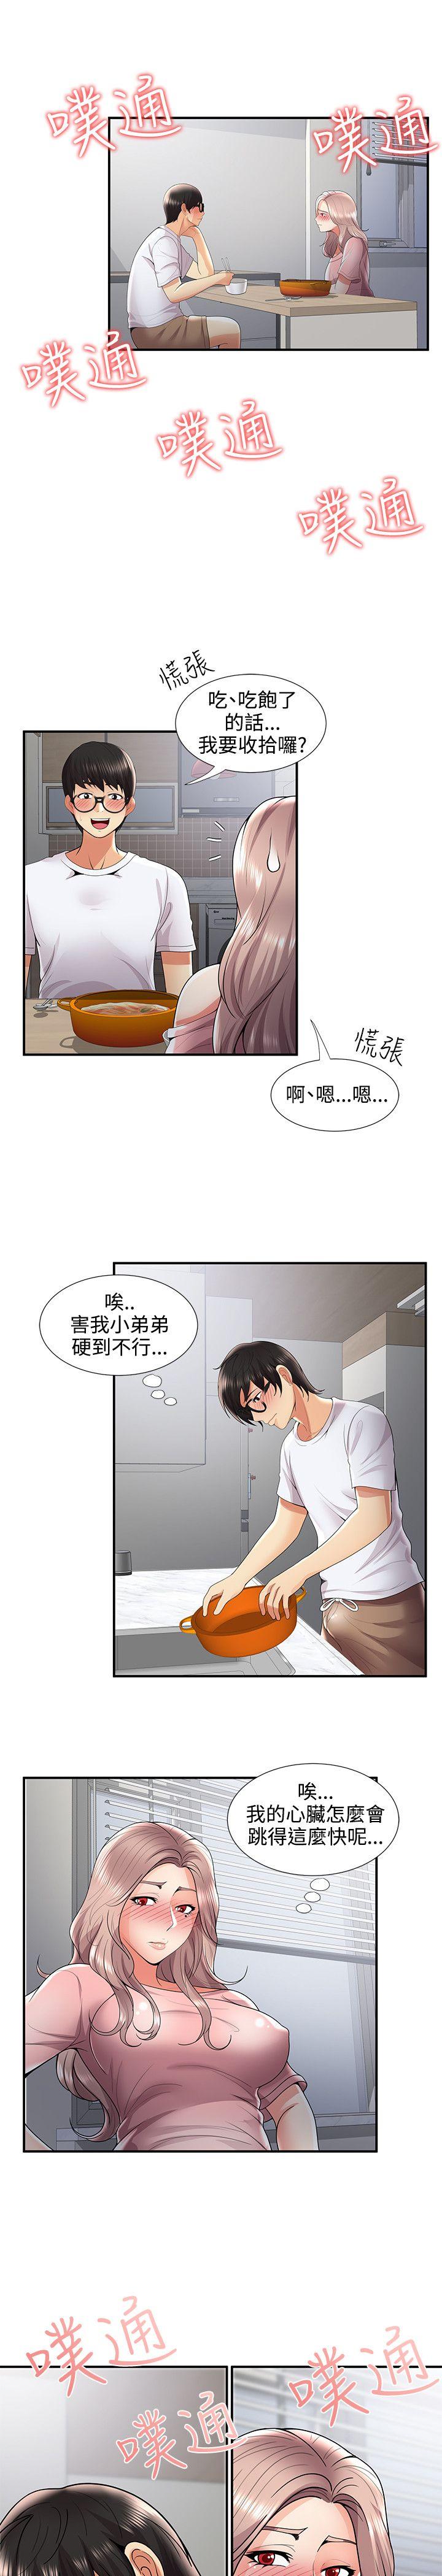 噗通
噗通
噗通
噗通
噗通
慌張
吃、吃飽了
的話...
我要收拾囉?
慌張
啊、嗯...嗯...
唉..
害我小弟弟
硬到不行...
唉...
我的心臟怎麼會
跳得這麼快呢...
噗通
噗通
噗通